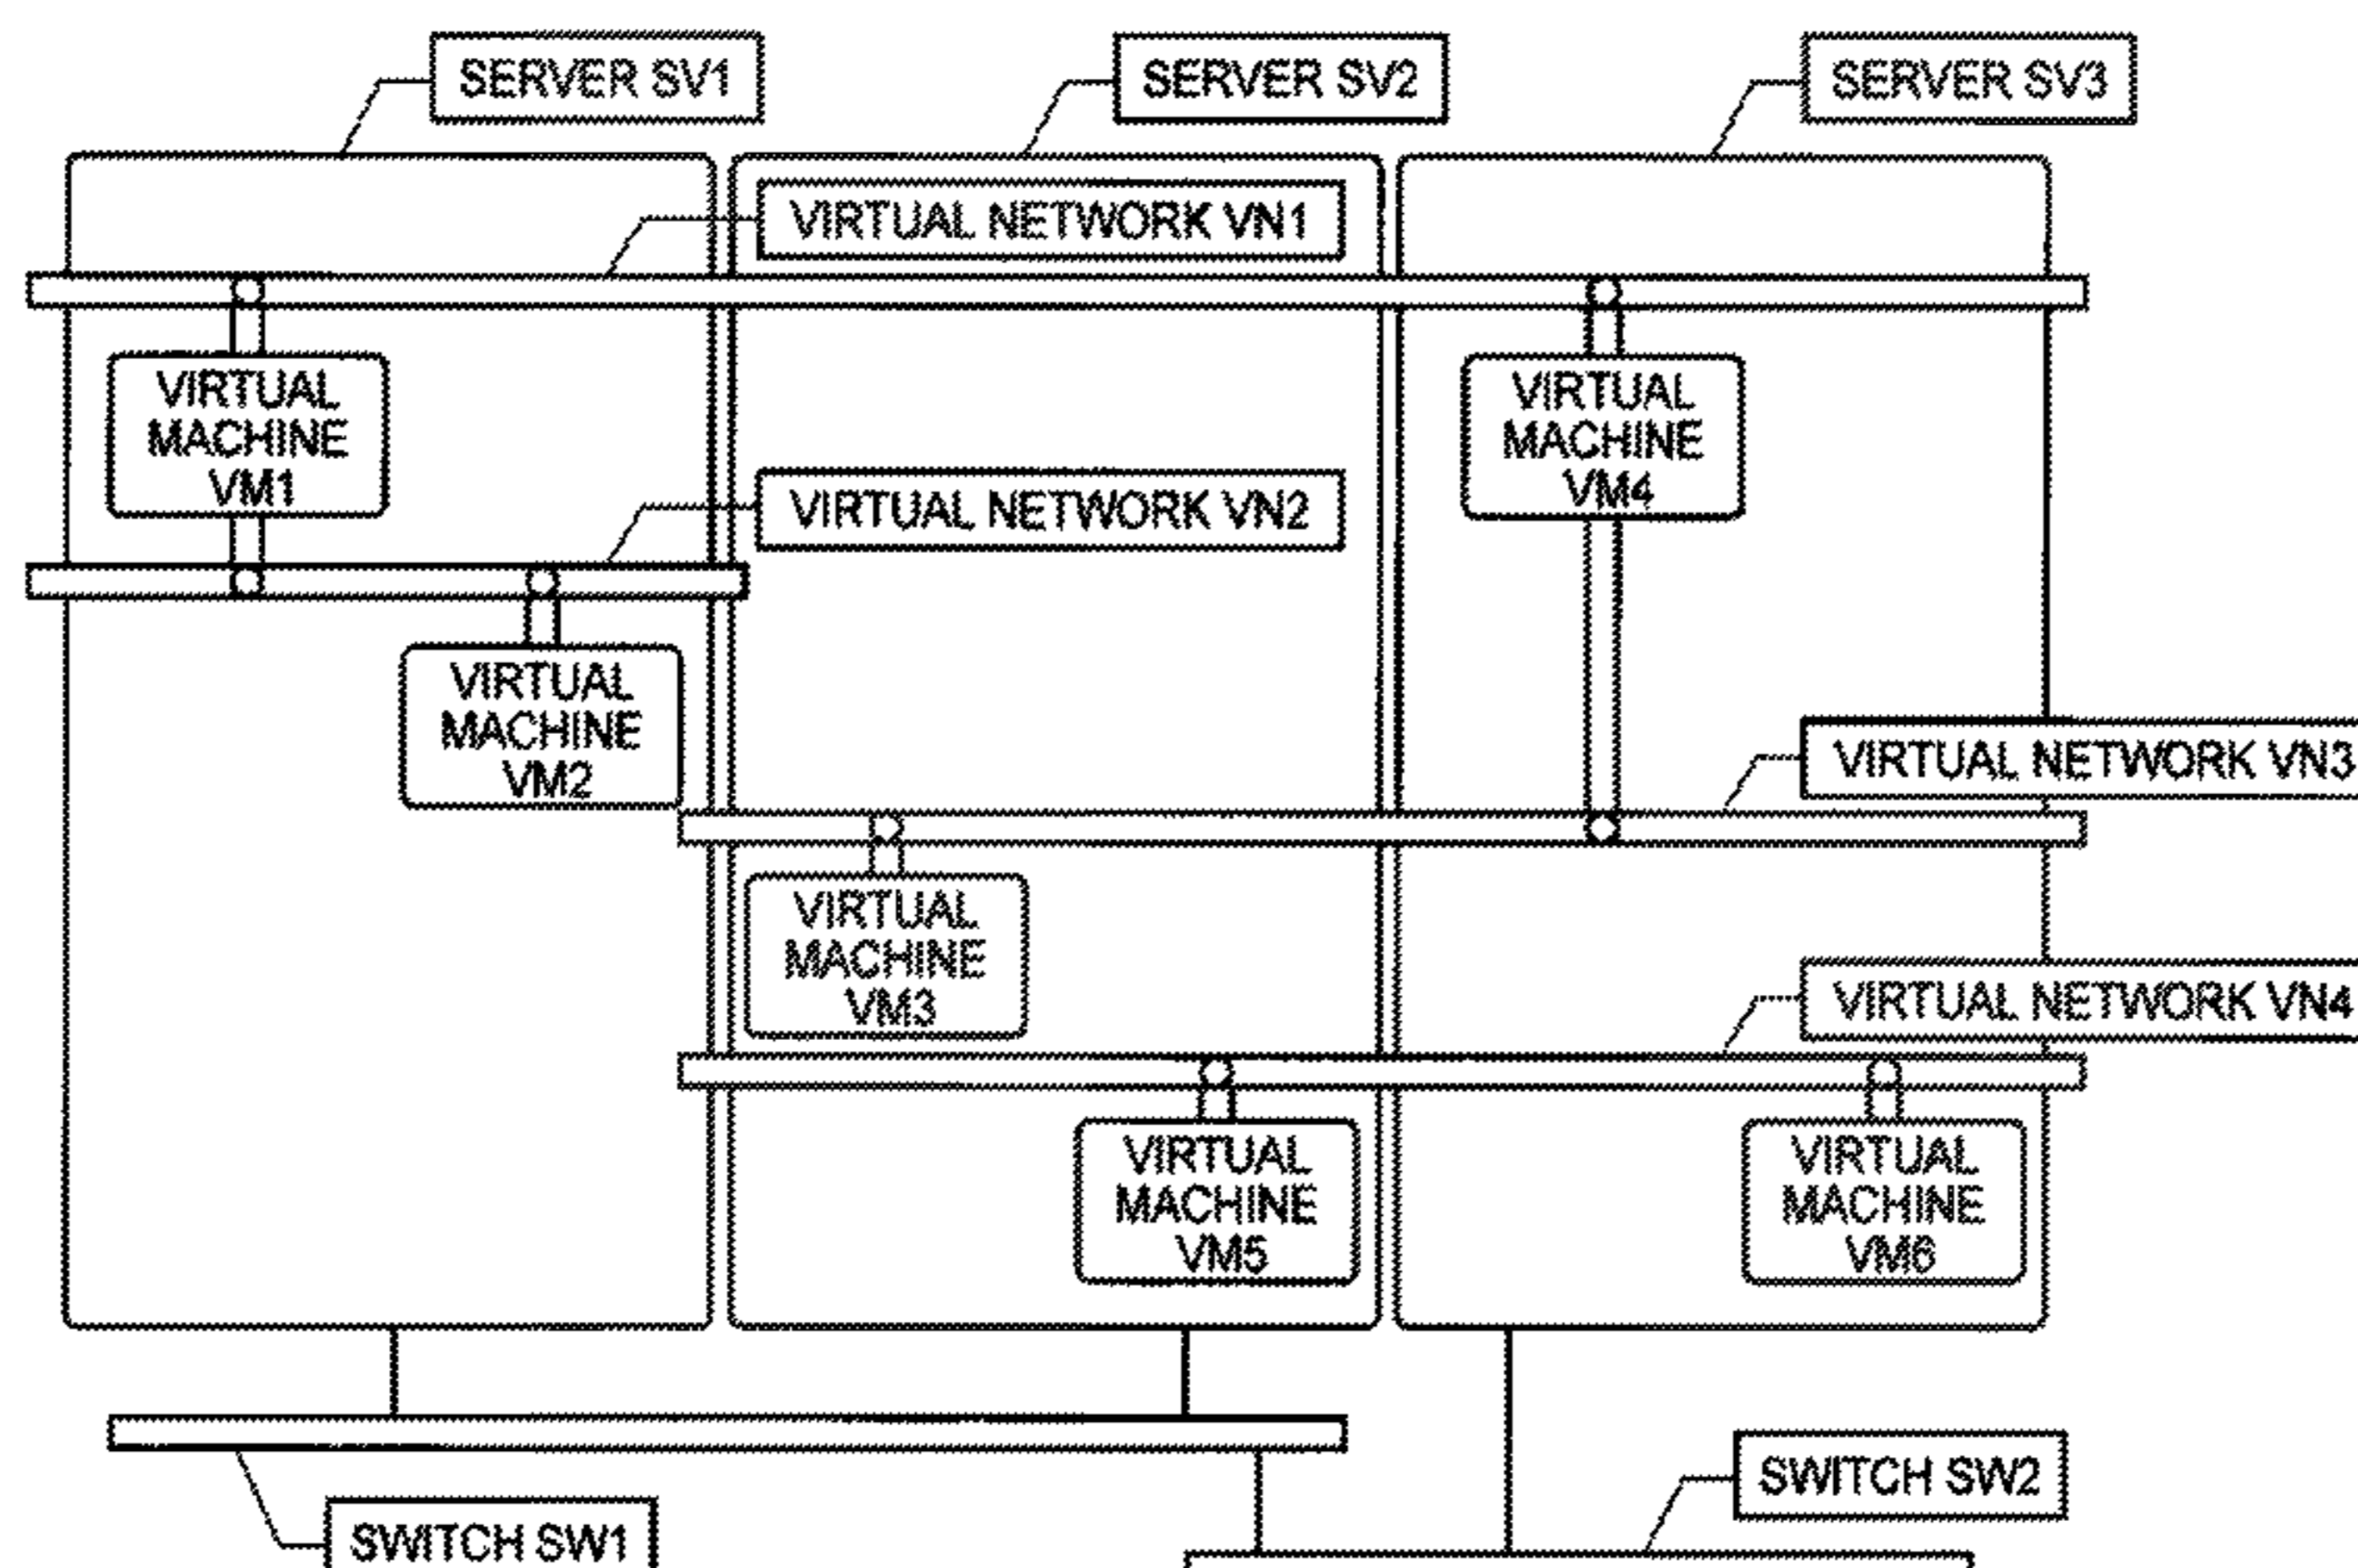 SERVER SV1
SERVER SV2
SERVER SV3
VIRTUAL NETWORK VN1
VIRTUAL
MACHINE
VM1
VIRTUAL
MACHINE
VM4
VIRTUAL NETWORK VN2
VIRTUAL
MACHINE
VM2
VIRTUAL NETWORK VN3
VIRTUAL
MACHINE
VM3
VIRTUAL NETWORK VN4
VIRTUAL
MACHINE
VM5
VIRTUAL
MACHINE
VM6
SWITCH SW2
SWITCH SW1